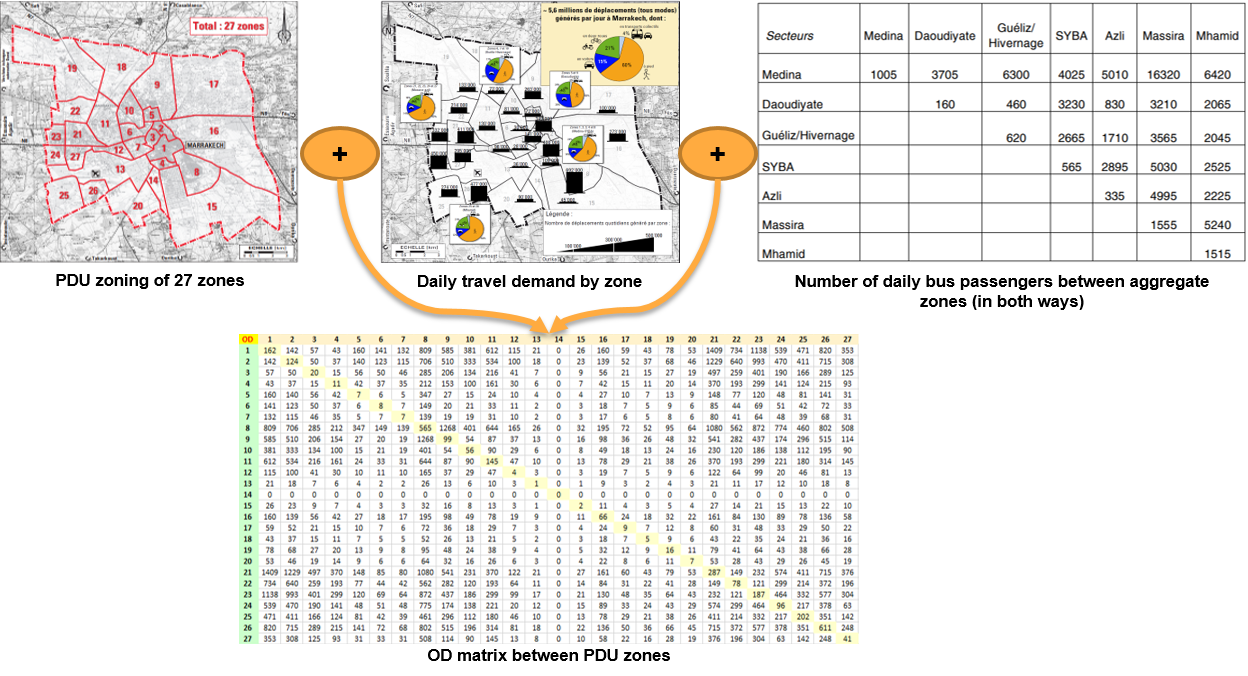 Total : 27 zones
19
18
9
17
22
10
5
11
2
16
23
21
6
3
12
7
1
MARRAKECH
24
27
4
13
8
14
25
26
20
15
ECHELLE (km)
PDU zoning of 27 zones
+
~ 5,6 millions de déplacements (tous modes)
générés par jour à Marrakech, dont :
4%
21%
15%
60%
Légende :
Nombre de déplacements quotidiens généré par zone :
100'000
300'000
500'000
ECHELLE (km)
Daily travel demand by zone
+
Secteurs Medina Daoudiyate Guéliz/ Hivernage SYBA Azli Massira Mhamid
Medina 1005 3705 6300 4025 5010 16320 6420
Daoudiyate 160 460 3230 830 3210 2065
Guéliz/Hivernage 620 2665 1710 3565 2045
SYBA 565 2895 5030 2525
Azli 335 4995 2225
Massira 1555 5240
Mhamid 1515
Number of daily bus passengers between aggregate
zones (in both ways)
OD 1 2 3 4 5 6 7 8 9 10 11 12 13 14 15 16 17 18 19 20 21 22 23 24 25 26 27
1 162 142 57 43 160 141 132 809 585 381 612 115 21 0 26 160 59 43 78 53 1409 734 1138 539 471 820 353
2 142 124 50 37 140 123 115 706 510 333 534 100 18 0 23 139 52 37 68 46 1229 640 993 470 411 715 308
3 57 50 20 15 56 50 46 285 206 134 216 41 7 0 9 56 21 15 27 19 497 259 401 190 166 289 125
4 43 37 15 11 42 37 35 212 153 100 161 30 6 0 7 42 15 11 20 14 370 193 299 141 124 215 93
5 160 140 56 42 7 6 5 347 27 15 24 10 4 0 4 27 10 7 13 9 148 77 120 48 81 141 31
6 141 123 50 37 6 8 7 149 20 21 33 11 2 0 3 18 7 5 9 6 85 44 69 51 42 72 33
7 132 115 46 35 5 7 7 139 19 19 31 10 2 0 3 17 6 5 8 6 80 41 64 48 39 68 31
8 809 706 285 212 347 149 139 565 1268 401 644 165 26 0 32 195 72 52 95 64 1080 562 872 774 460 802 508
9 585 510 206 154 27 20 19 1268 99 54 87 37 13 0 16 98 36 26 48 32 541 282 437 174 296 515 114
10 381 333 134 100 15 21 19 401 54 56 90 29 6 0 8 49 18 13 24 16 230 120 186 138 112 195 90
11 612 534 216 161 24 33 31 644 87 90 145 47 10 0 13 78 29 21 38 26 370 193 299 221 180 314 145
12 115 100 41 30 10 11 10 165 37 29 47 4 3 0 3 19 7 5 9 6 122 64 99 20 46 81 13
13 21 18 7 6 4 2 2 26 13 6 10 3 1 0 1 9 3 2 4 3 21 11 17 12 10 18 8
14 0 0 0 0 0 0 0 0 0 0 0 0 0 0 0 0 0 0 0 0 0 0 0 0 0 0 0
15 26 23 9 7 4 3 3 32 16 8 13 3 1 0 2 11 4 3 5 4 27 14 21 15 13 22 10
16 160 139 56 42 27 18 17 195 98 49 78 19 9 0 11 66 24 18 32 22 161 84 130 89 78 136 58
17 59 52 21 15 10 7 6 72 36 18 29 7 3 0 4 24 9 7 12 8 60 31 48 33 29 50 22
18 43 37 15 11 7 5 5 52 26 13 21 5 2 0 3 18 7 5 9 6 43 22 35 24 21 36 16
19 78 68 27 20 13 9 8 95 48 24 38 9 4 0 5 32 12 9 16 11 79 41 64 43 38 66 28
20 53 46 19 14 9 6 6 64 32 16 26 6 3 0 4 22 8 6 11 7 53 28 43 29 26 45 19
21 1409 1229 497 370 148 85 80 1080 541 231 370 122 21 0 27 161 60 43 79 53 287 149 232 574 411 715 376
22 734 640 259 193 77 44 42 562 282 120 193 64 11 0 14 84 31 22 41 28 149 78 121 299 214 372 196
23 1138 993 401 299 120 69 64 872 437 186 299 99 17 0 21 130 48 35 64 43 232 121 187 464 332 577 304
24 539 470 190 141 48 51 48 775 174 138 221 20 12 0 15 89 33 24 43 29 574 299 464 96 217 378 63
25 471 411 166 124 81 42 39 461 296 112 180 46 10 0 13 78 29 21 38 26 411 214 332 217 202 351 142
26 820 715 289 215 141 72 68 802 515 196 314 81 18 0 22 136 50 36 66 45 715 372 577 378 351 611 248
27 353 308 125 93 31 33 31 508 114 90 145 13 8 0 10 58 22 16 28 19 376 196 304 63 142 248 41
OD matrix between PDU zones